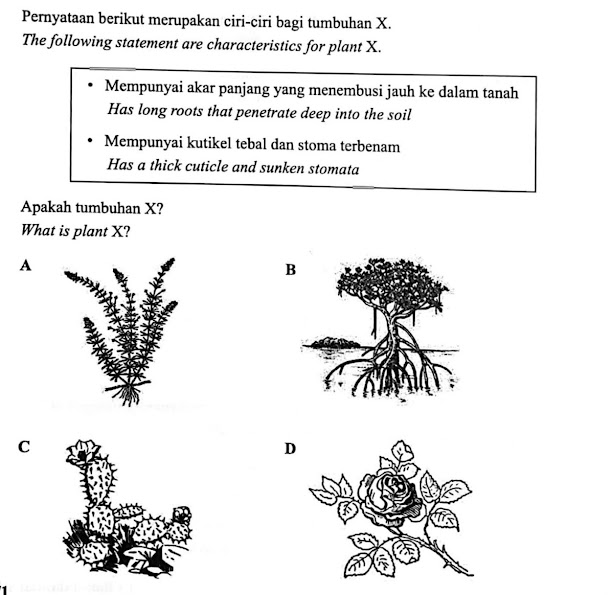 Pernyataan berikut merupakan ciri-ciri bagi tumbuhan X.
The following statement are characteristics for plant X.
• Mempunyai akar panjang yang menembusi jauh ke dalam tanah
Has long roots that penetrate deep into the soil
• Mempunyai kutikel tebal dan stoma terbenam
Has a thick cuticle and sunken stomata
Apakah tumbuhan X?
What is plant X?
A
B
C
D